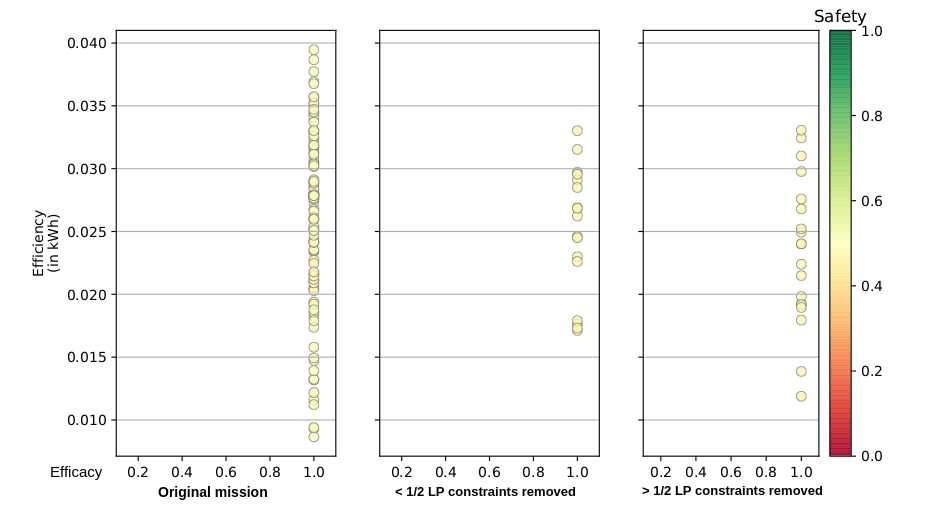 Safety
0.040
0.035
0.030
0.025
0.020
0.015
0.010
Efficiency
(in kWh)
1.0
0.8
0.6
0.4
0.2
0.0
Efficacy
0.2 0.4 0.6 0.8 1.0
0.2 0.4 0.6 0.8 1.0
0.2 0.4 0.6 0.8 1.0
Original mission
< 1/2 LP constraints removed
> 1/2 LP constraints removed